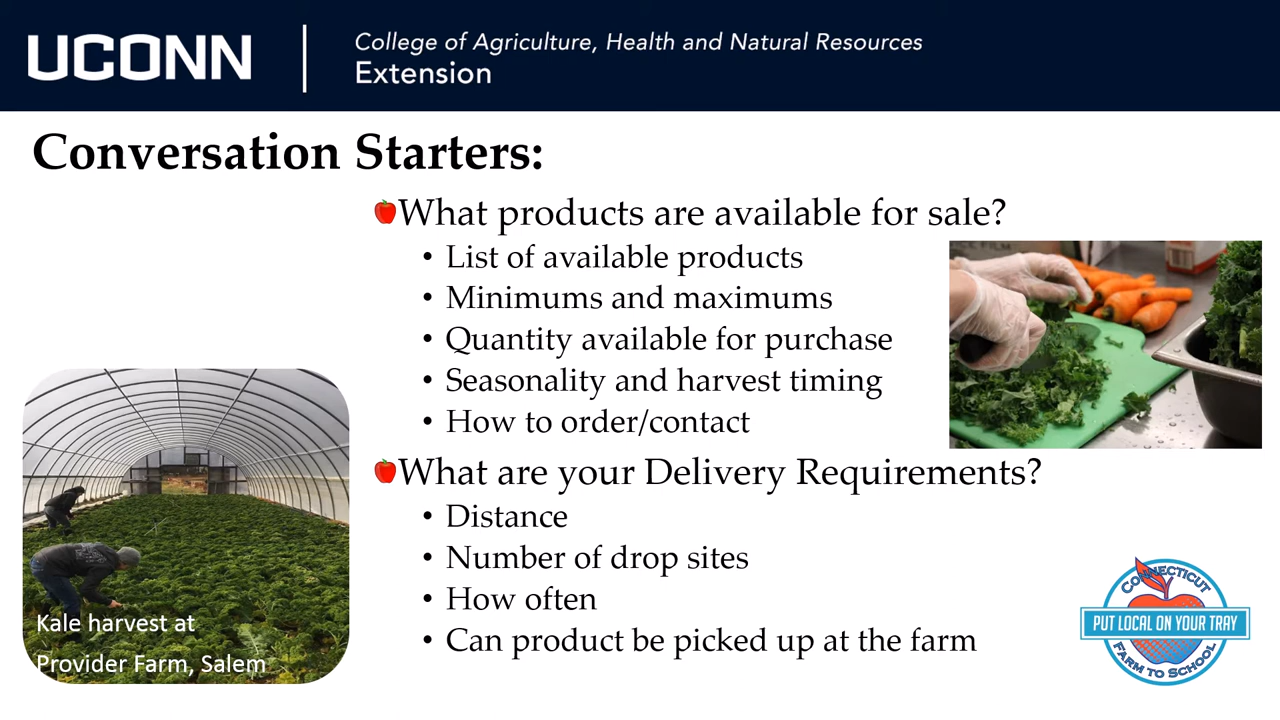 UCONN
College of Agriculture, Health and Natural Resources
Extension
Conversation Starters:
What products are available for sale?
• List of available products
• Minimums and maximums
• Quantity available for purchase
• Seasonality and harvest timing
• How to order/contact
What are your Delivery Requirements?
• Distance
• Number of drop sites
• How often
• Can product be picked up at the farm
Kale harvest at
Provider Farm, Salem
CONNECTICUT
PUT LOCAL ON YOUR TRAY
FARM TO SCHOOL